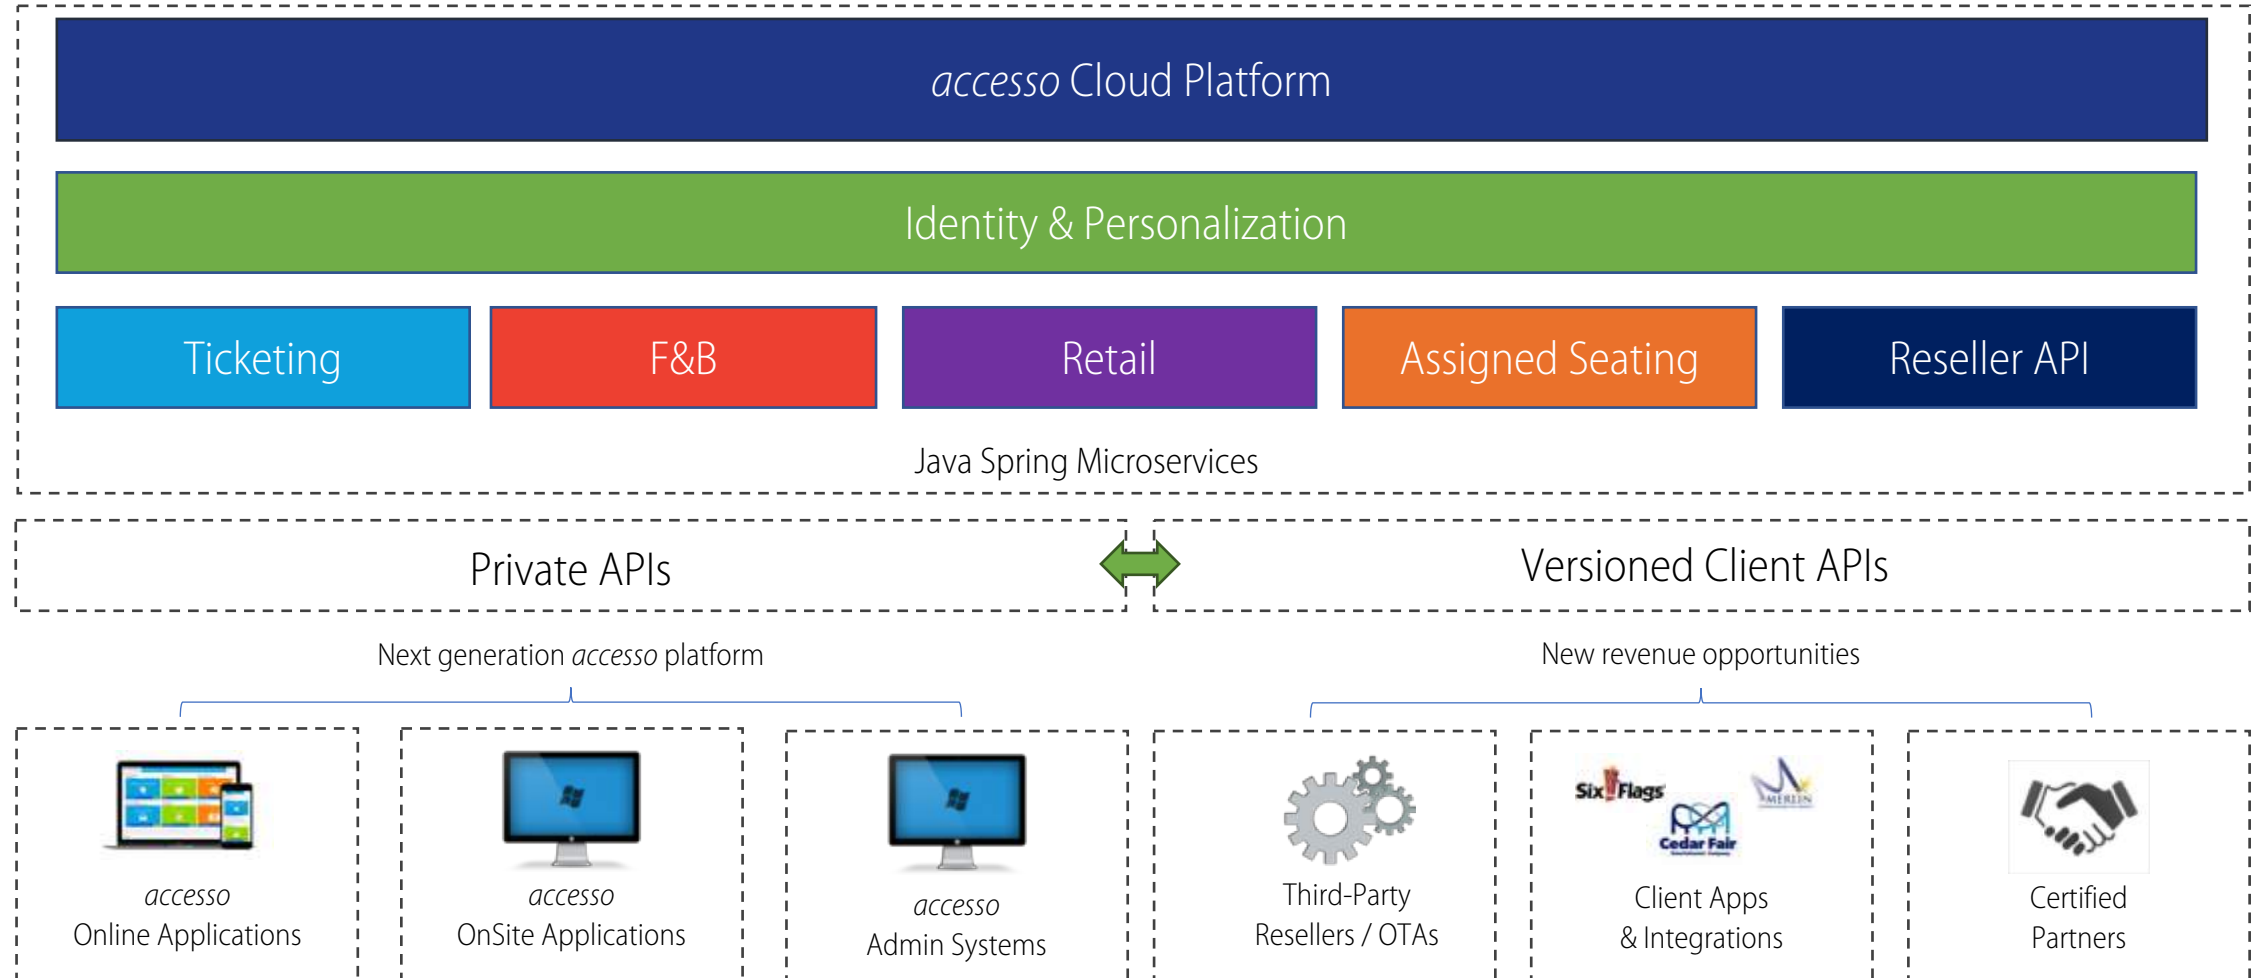 accesso Cloud Platform
Identity & Personalization
Ticketing
F&B
Retail
Assigned Seating
Reseller API
Java Spring Microservices
Private APIs
Versioned Client APIs
Next generation accesso platform
New revenue opportunities
Six Flags
MERLIN
Cedar Fair
accesso
Online Applications
accesso
OnSite Applications
accesso
Admin Systems
Third-Party
Resellers / OTAs
Client Apps
& Integrations
Certified
Partners